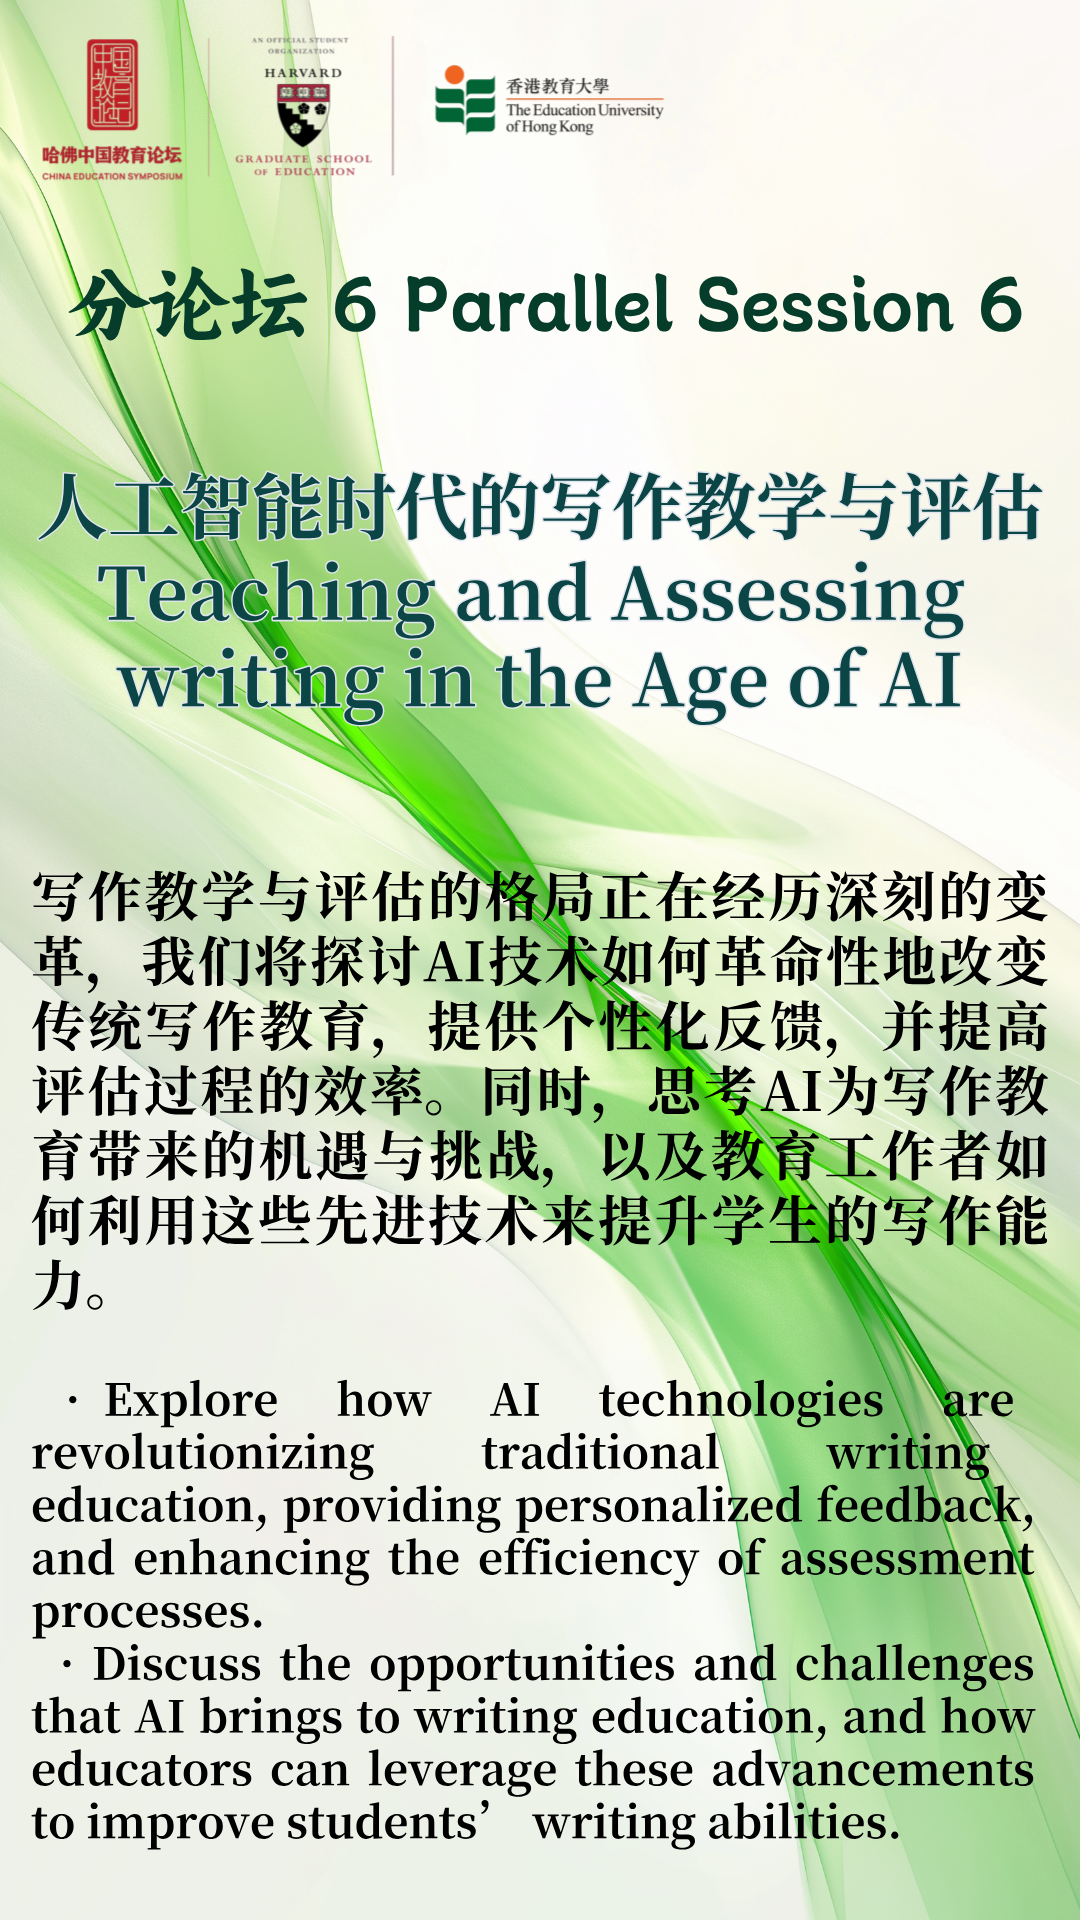 中国教育论坛
哈佛中国教育论坛
CHINA EDUCATION SYMPOSIUM
AN OFFICIAL STUDENT
ORGANIZATION
HARVARD
GRADUATE SCHOOL
OF EDUCATION
香港教育大學
The Education University
of Hong Kong
分论坛 6 Parallel Session 6
人工智能时代的写作教学与评估
Teaching and Assessing
writing in the Age of AI
写作教学与评估的格局正在经历深刻的变
革，我们将探讨AI技术如何革命性地改变
传统写作教育，提供个性化反馈，并提高
评估过程的效率。同时，思考AI为写作教
育带来的机遇与挑战，以及教育工作者如
何利用这些先进技术来提升学生的写作能
力。
· Explore how AI technologies are
revolutionizing traditional writing
education, providing personalized feedback,
and enhancing the efficiency of assessment
processes.
· Discuss the opportunities and challenges
that AI brings to writing education, and how
educators can leverage these advancements
to improve students’ writing abilities.